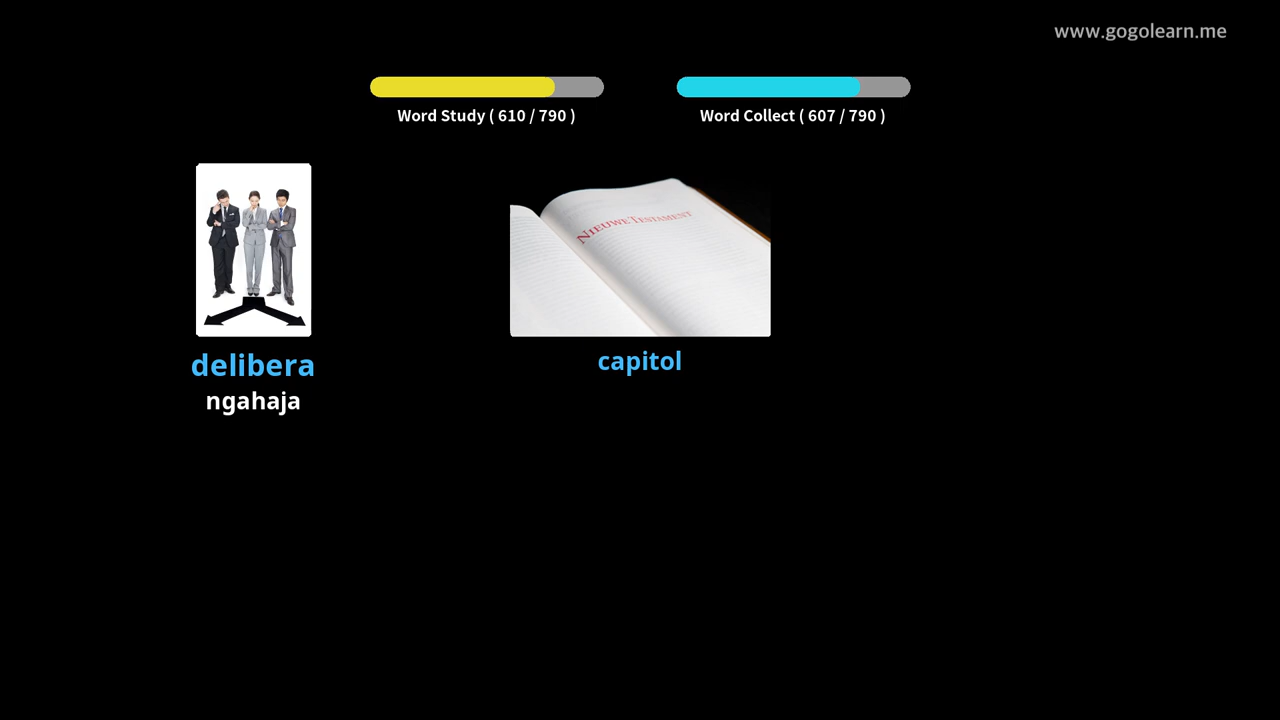 www.gogolearn.me
Word Study ( 610 / 790 )
Word Collect ( 607 / 790 )
NIEUWE TESTAMENT
delibera
ngahaja
capitol